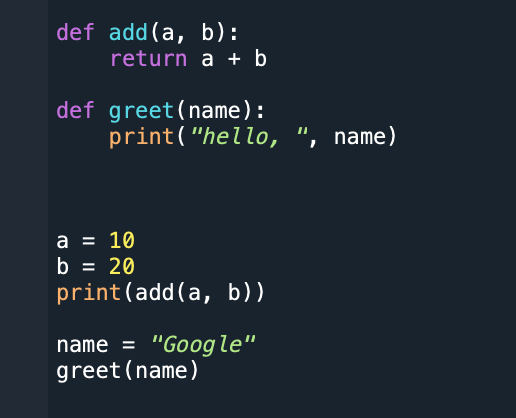 def add(a, b):
    return a + b
def greet(name):
    print("hello, ", name)
a = 10
b = 20
print(add(a, b))
name = "Google"
greet(name)